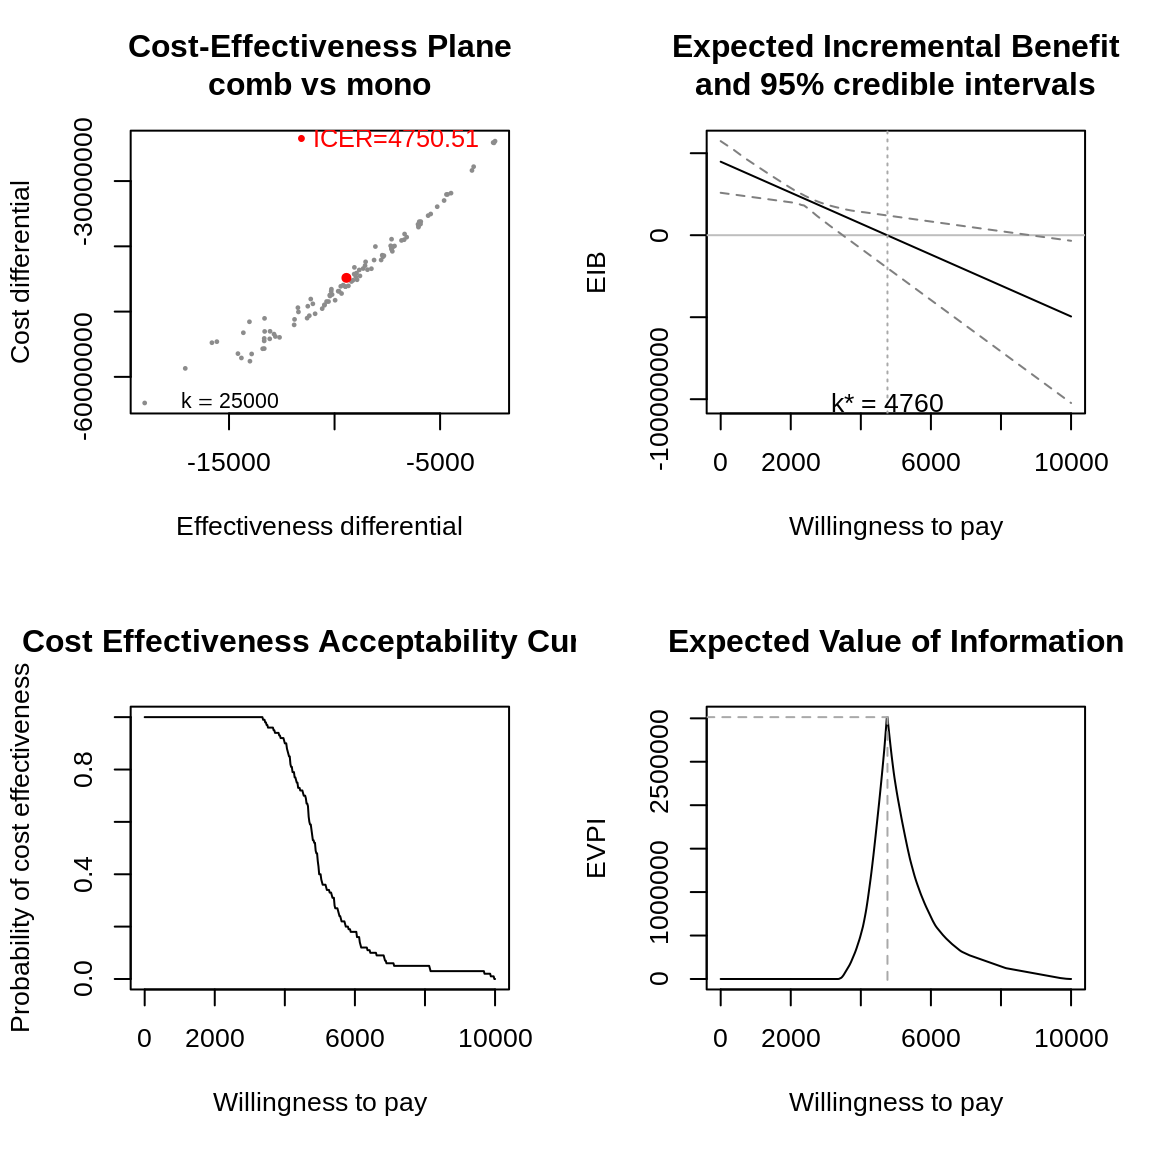 Cost-Effectiveness Plane
comb vs mono
• ICER=4750.51
k = 25000
-30000000
-60000000
Cost differential
-15000
-5000
Effectiveness differential
Expected Incremental Benefit
and 95% credible intervals
k* = 4760
0
-100000000
EIB
0
2000
6000
10000
Willingness to pay
Cost Effectiveness Acceptability Cur
0.8
0.4
0.0
Probability of cost effectiveness
0
2000
6000
10000
Willingness to pay
Expected Value of Information
2500000
1000000
0
EVPI
0
2000
6000
10000
Willingness to pay